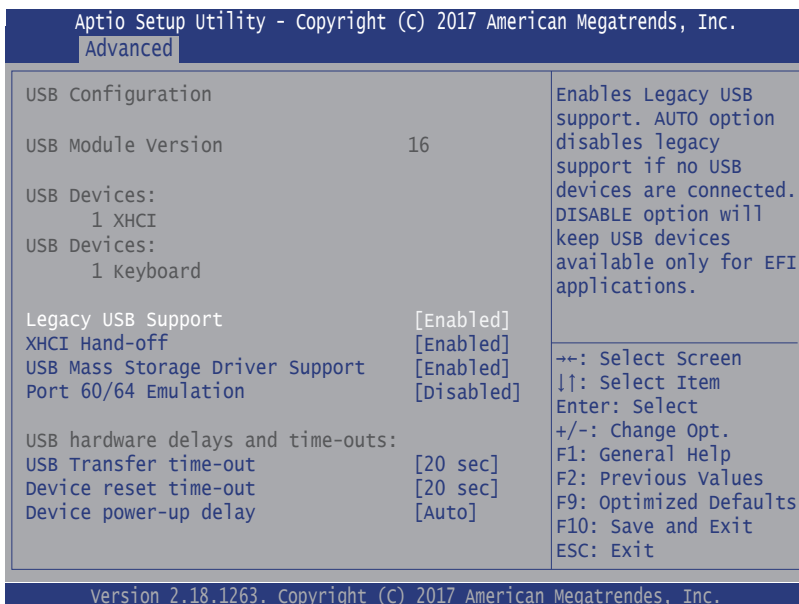 Aptio Setup Utility - Copyright (C) 2017 American Megatrends, Inc.
Advanced
USB Configuration
USB Module Version 16
USB Devices:
1 XHCI
USB Devices:
1 Keyboard
Legacy USB Support [Enabled]
XHCI Hand-off [Enabled]
USB Mass Storage Driver Support [Enabled]
Port 60/64 Emulation [Disabled]
USB hardware delays and time-outs:
USB Transfer time-out [20 sec]
Device reset time-out [20 sec]
Device power-up delay [Auto]
Enables Legacy USB
support. AUTO option
disables legacy
support if no USB
devices are connected.
DISABLE option will
keep USB devices
available only for EFI
applications.
→←: Select Screen
↓↑: Select Item
Enter: Select
+/-: Change Opt.
F1: General Help
F2: Previous Values
F9: Optimized Defaults
F10: Save and Exit
ESC: Exit
Version 2.18.1263. Copyright (C) 2017 American Megatrendes, Inc.